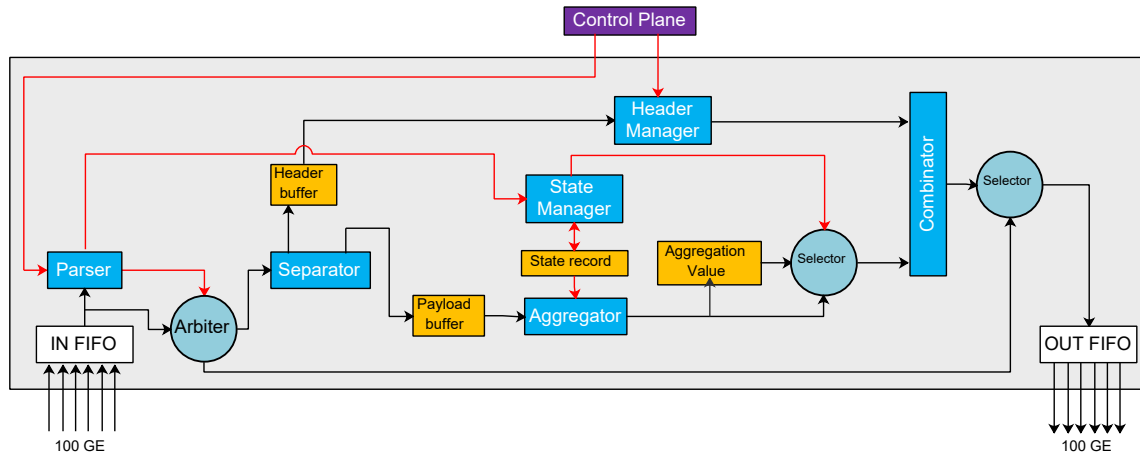 Control Plane
Header
Manager
Header
buffer
State
Manager
Combinator
Selector
Parser
Separator
State record
Aggregation
Value
Selector
Payload
buffer
Aggregator
Arbiter
IN FIFO
OUT FIFO
100 GE
100 GE